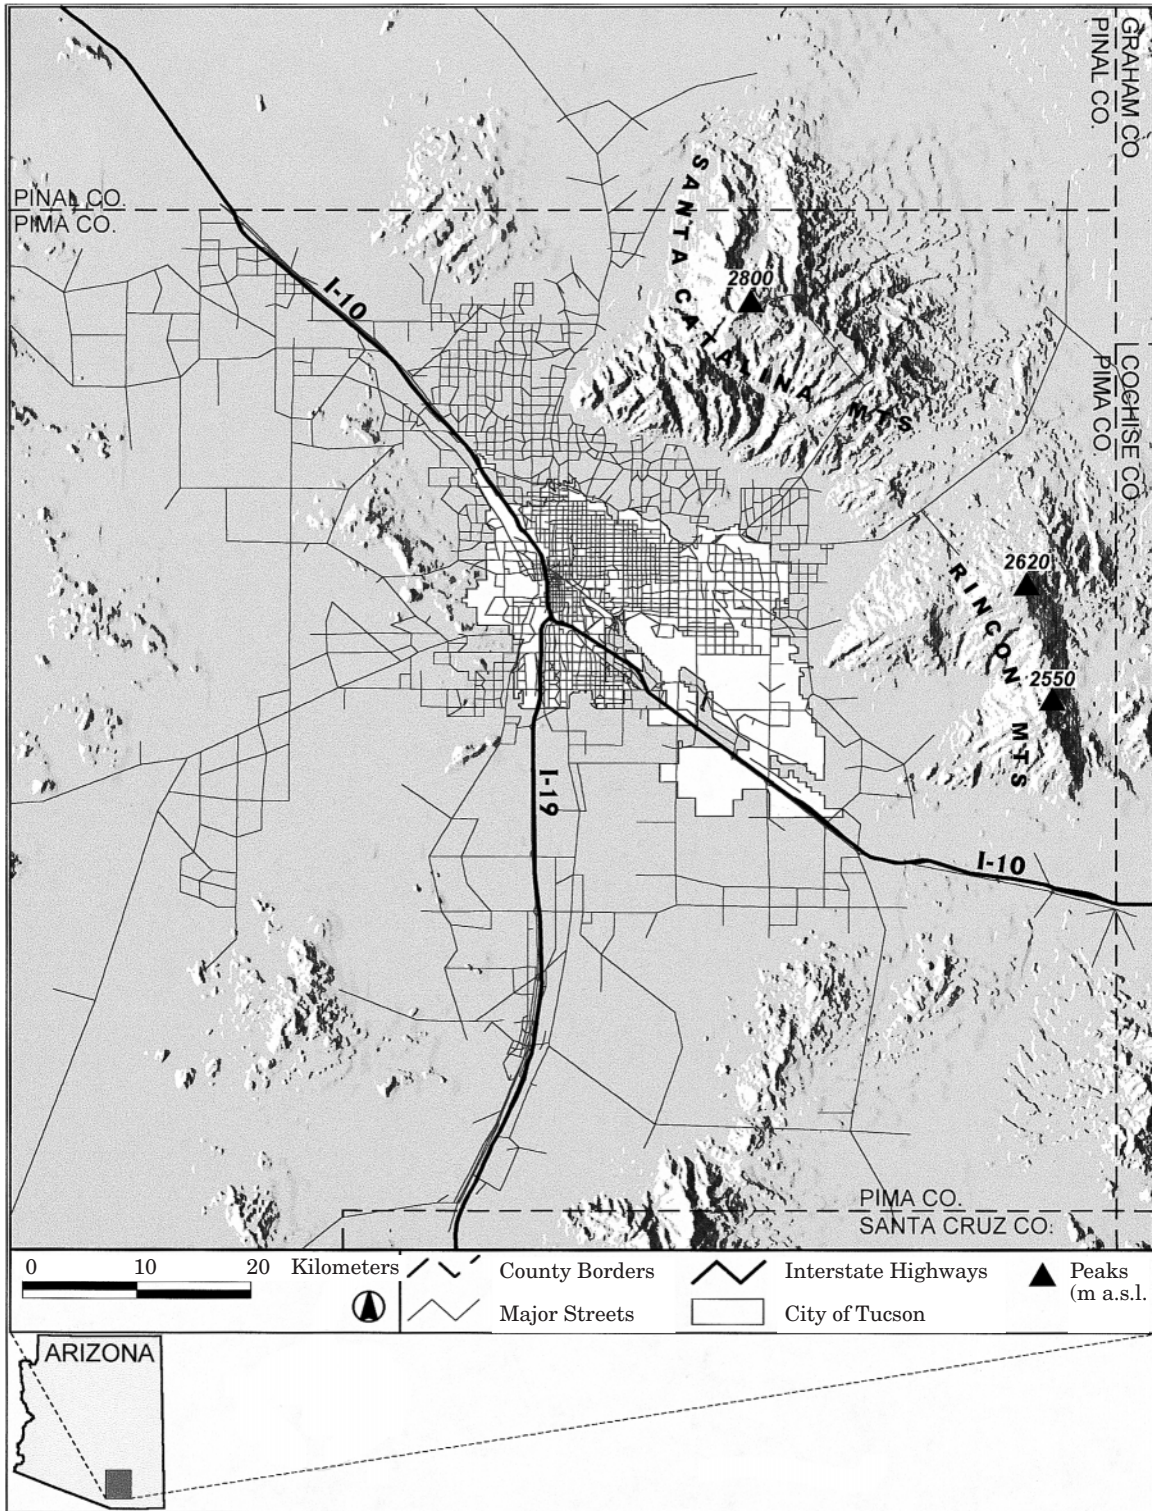 GRAHAM CO
PINAL CO.
SANTA CATALINA MTS
PINAL CO.
PIMA CO.
2800
I-10
COCHISE CO.
PIMA CO.
2620
RINCON MTS
2550
I-19
I-10
PIMA CO.
SANTA CRUZ CO.
0 10 20 Kilometers
County Borders
Interstate Highways
Peaks
(m a.s.l.
Major Streets
City of Tucson
ARIZONA